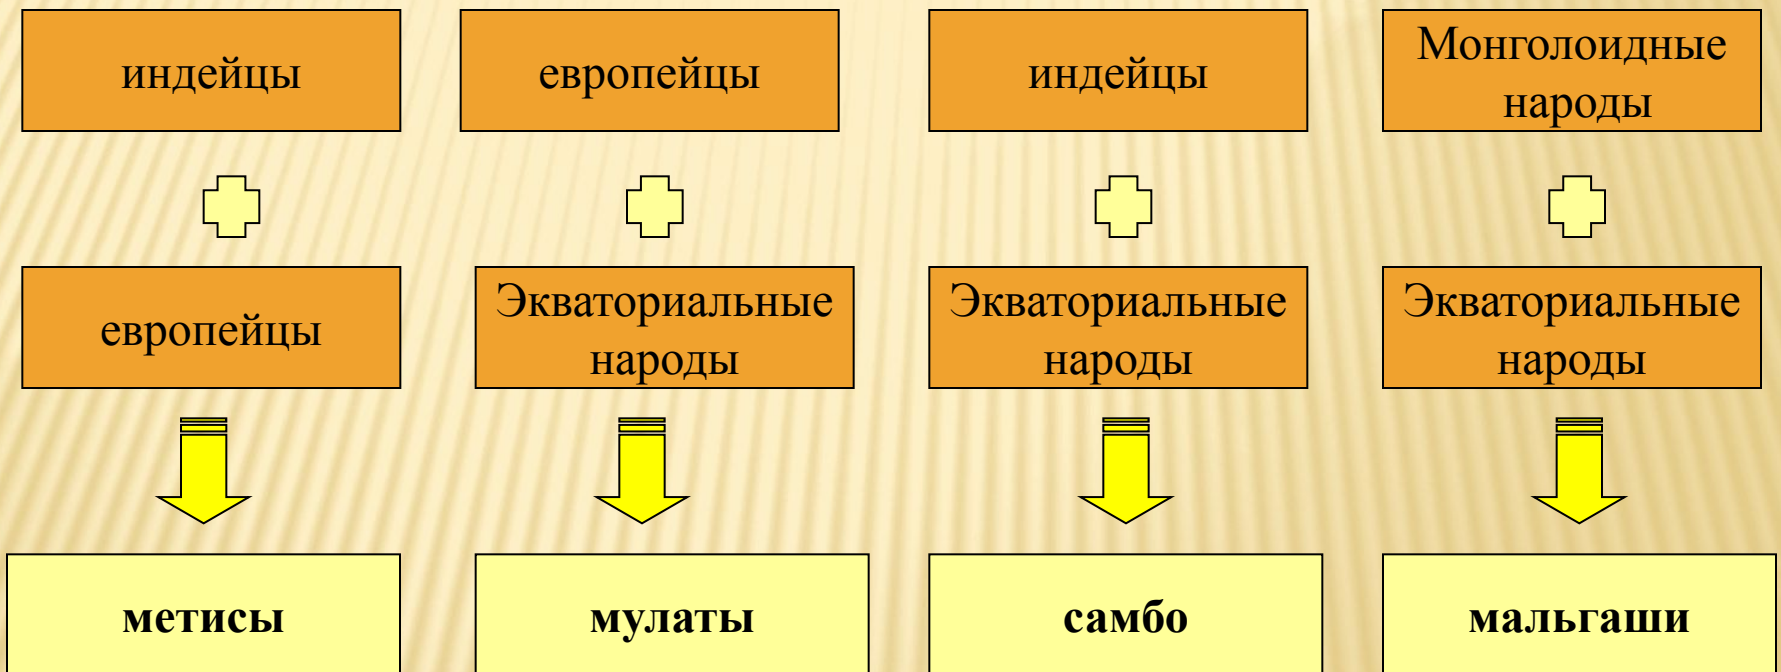 индейцы
европейцы
индейцы
Монголоидные
народы
европейцы
Экваториальные
народы
Экваториальные
народы
Экваториальные
народы
метисы
мулаты
самбо
мальгаши